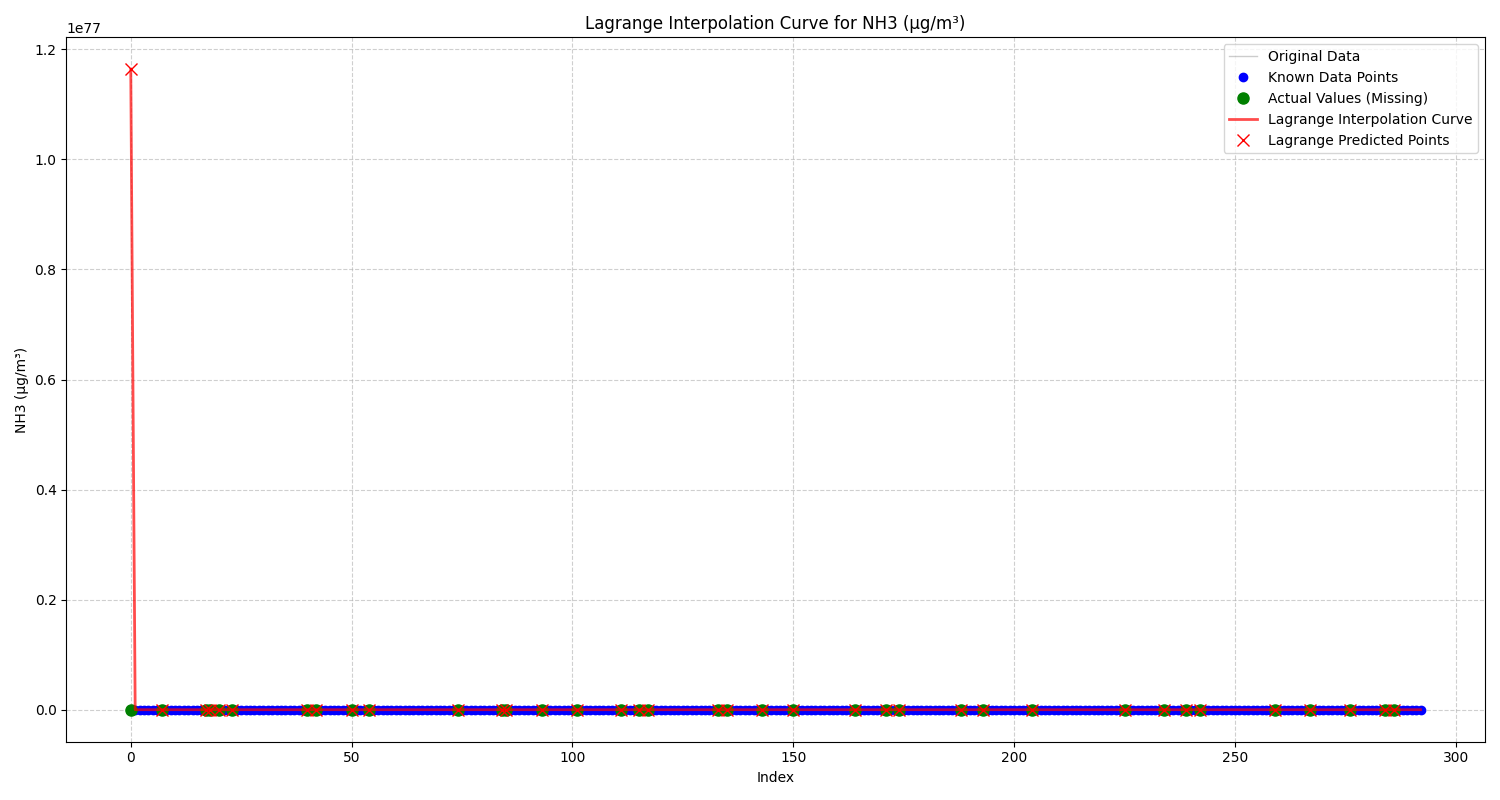 Lagrange Interpolation Curve for NH3 (µg/m³)
1e77
1.2
1.0
0.8
0.6
0.4
0.2
0.0
NH3 (µg/m³)
Original Data
Known Data Points
Actual Values (Missing)
Lagrange Interpolation Curve
Lagrange Predicted Points
0 50 100 150 200 250 300
Index